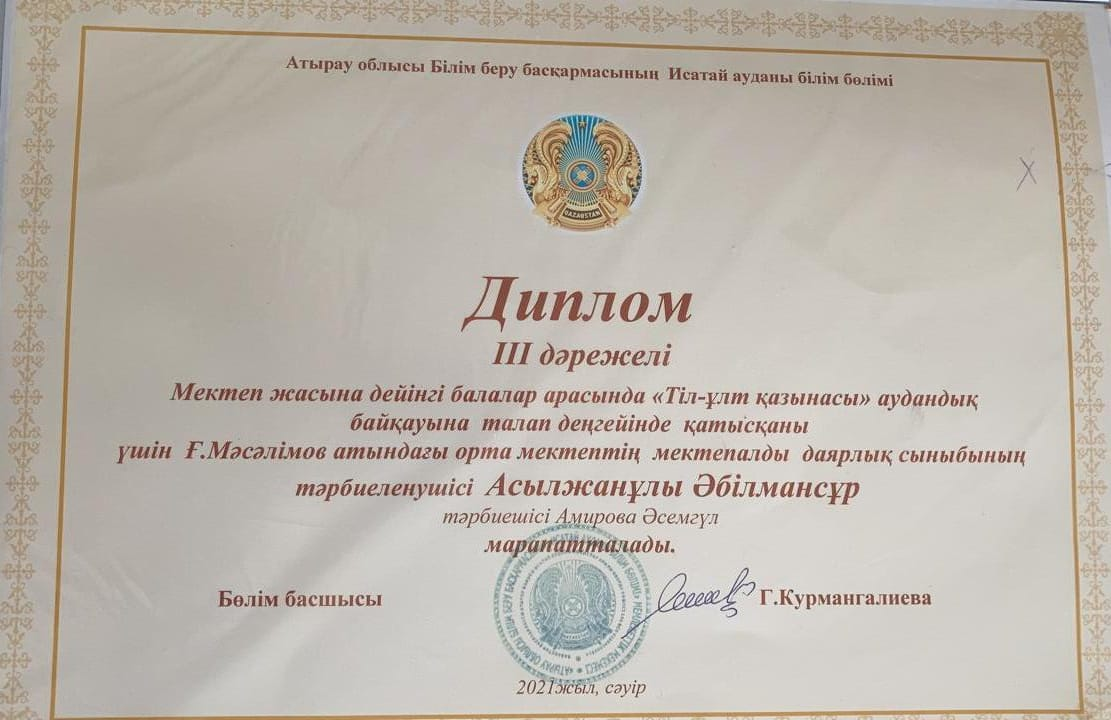 Атырау облысы Білім беру басқармасының Исатай ауданы білім бөлімі
QAZAQSTAN
Диплом
III дәрежелі
Мектеп жасына дейінгі балалар арасында «Тіл-ұлт қазынасы» аудандық
байқауына талап деңгейінде қатысқаны
үшін Ғ.Мәсәлімов атындағы орта мектептің мектепалды даярлық сыныбының
тәрбиеленушісі Асылжанұлы Әбілмансұр
тәрбиешісі Амирова Әсемгүл
марапатталады.
Бөлім басшысы
Г.Курмангалиева
2021жыл, сәуір